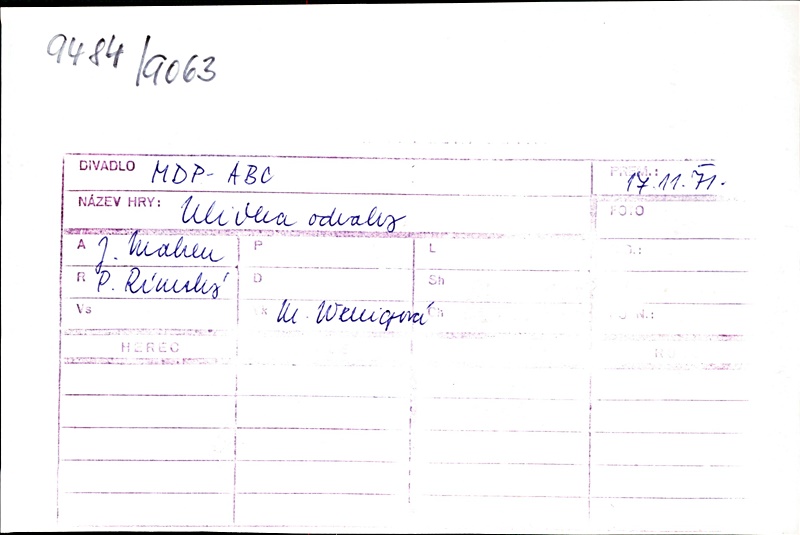 9484/9063
DIVADLO MDP - ABC PREM.: 17.11.71.
NÁZEV HRY: Ulička odvahy FOTO
A J. Mahen P L
R P. Rímský D Sh
Vs M. Wenigová
HEREC